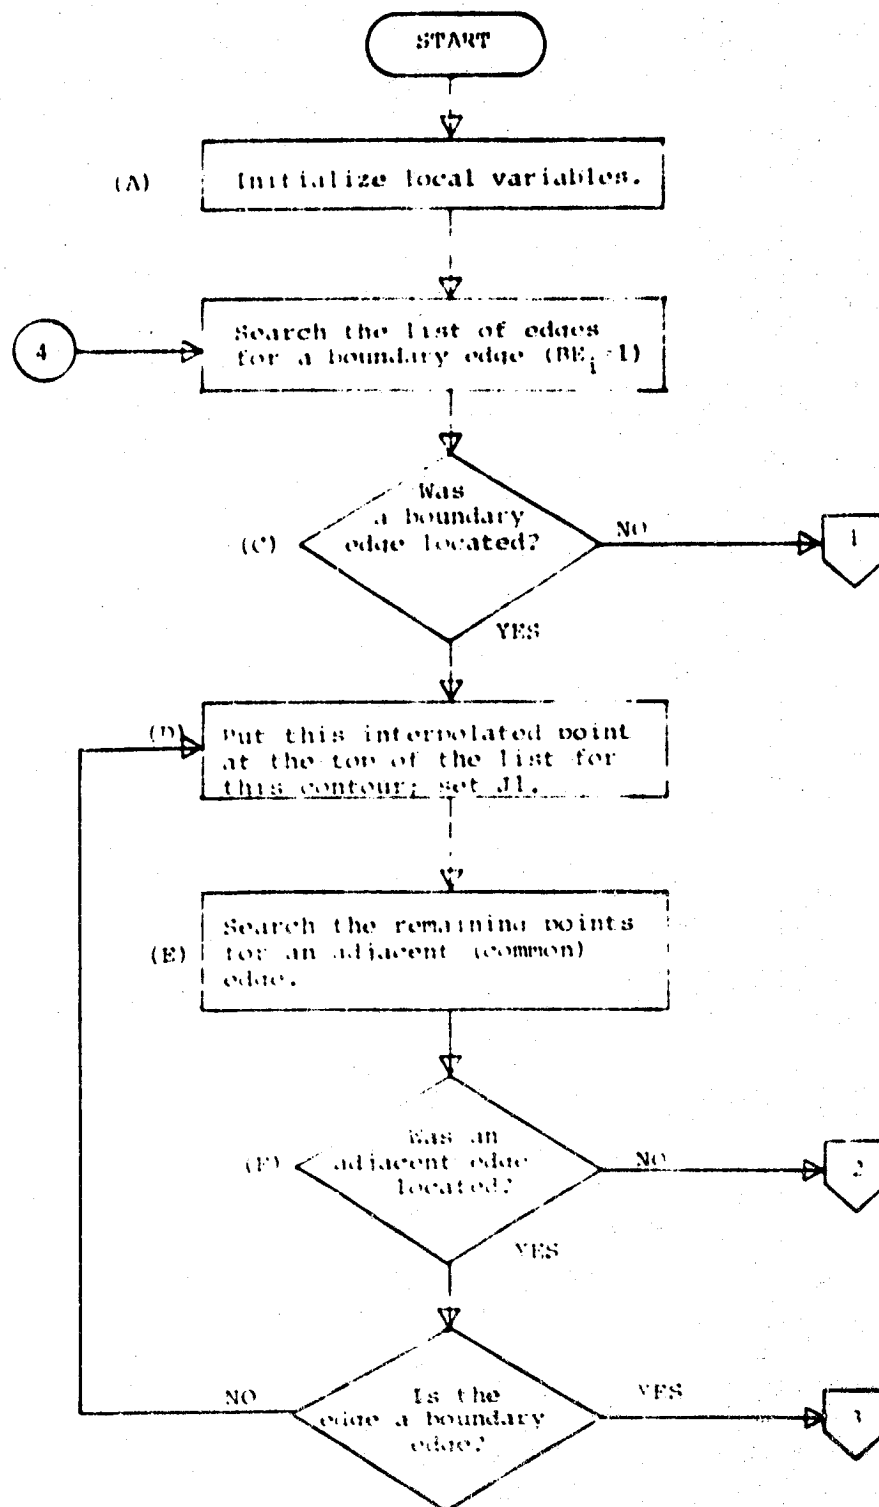 START
(A)
Initialize local variables.
4
Search the list of edges
for a boundary edge (BEi=1)
Was
a boundary
(C)
edge located?
NO
1
YES
(D)
Put this interpolated point
at the top of the list for
this contour; set J1.
Search the remaining points
(E)
for an adjacent (common)
edge.
Was an
(F)
adjacent edge
located?
NO
2
YES
NO
Is the
edge a boundary
edge?
YES
3